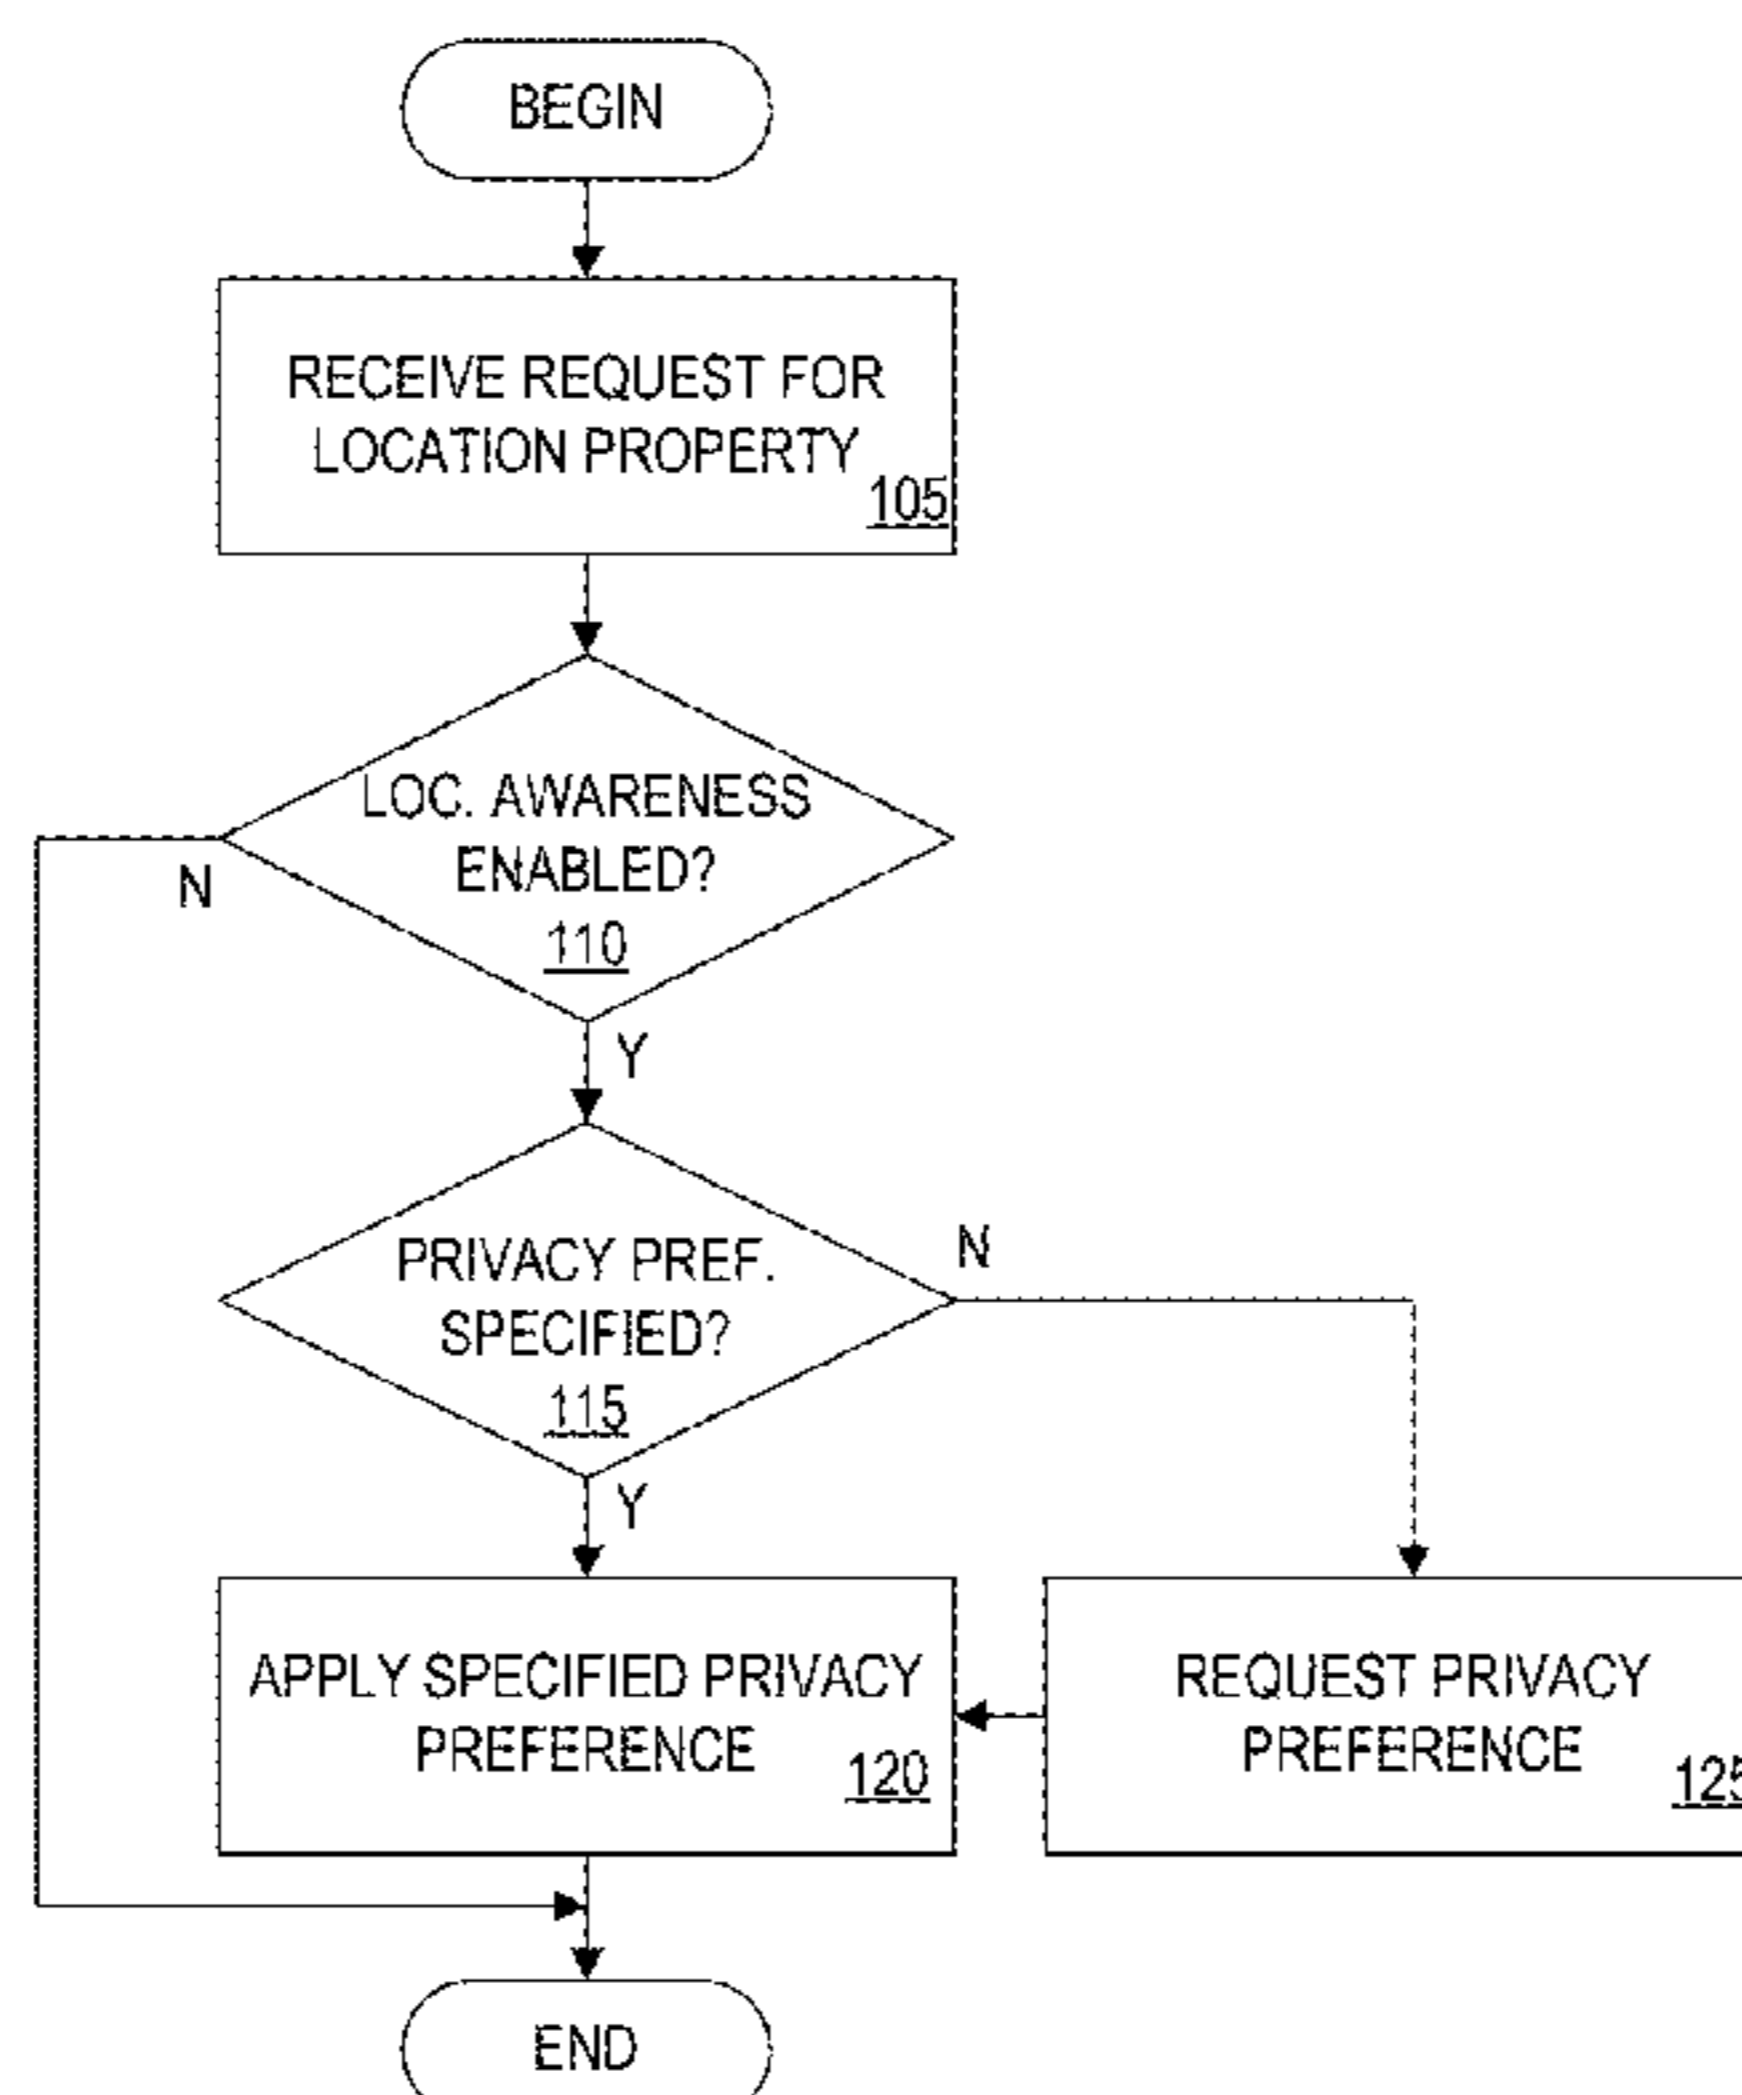 BEGIN
RECEIVE REQUEST FOR
LOCATION PROPERTY
105
LOC. AWARENESS
ENABLED?
110
N
Y
PRIVACY PREF.
SPECIFIED?
115
N
Y
APPLY SPECIFIED PRIVACY
PREFERENCE
120
REQUEST PRIVACY
PREFERENCE
125
END